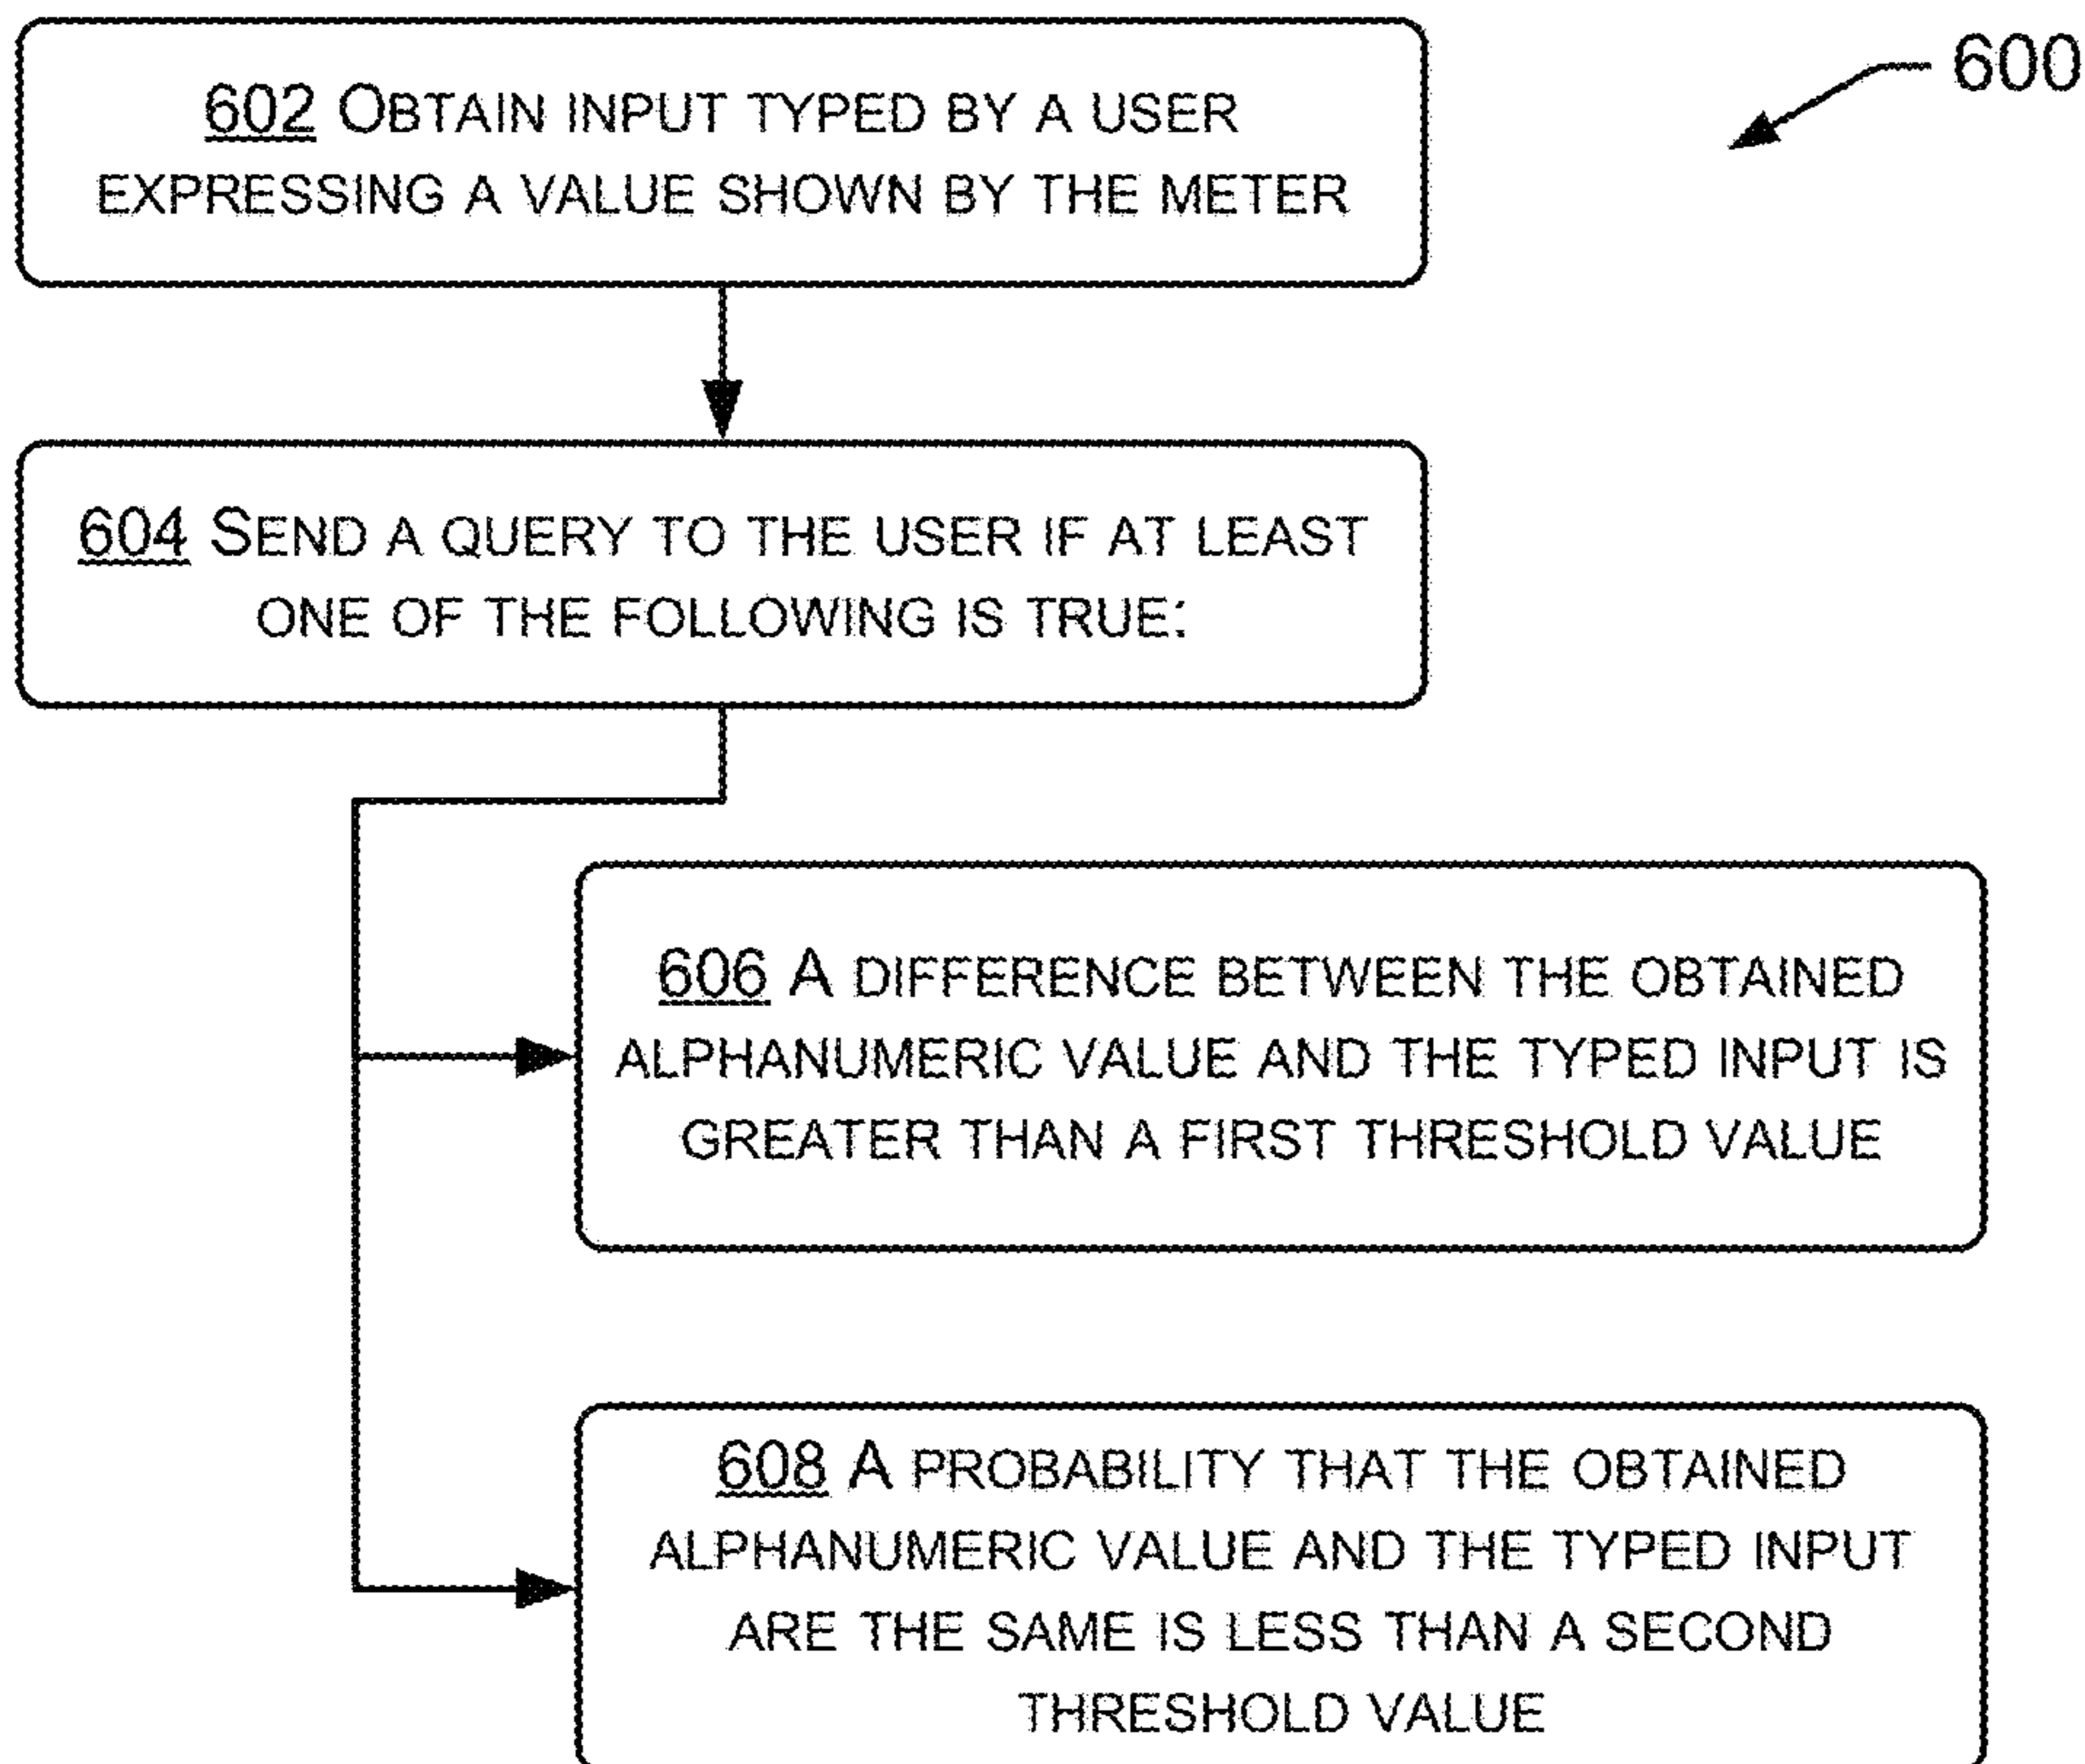 600
602 OBTAIN INPUT TYPED BY A USER
EXPRESSING A VALUE SHOWN BY THE METER
604 SEND A QUERY TO THE USER IF AT LEAST
ONE OF THE FOLLOWING IS TRUE:
606 A DIFFERENCE BETWEEN THE OBTAINED
ALPHANUMERIC VALUE AND THE TYPED INPUT IS
GREATER THAN A FIRST THRESHOLD VALUE
608 A PROBABILITY THAT THE OBTAINED
ALPHANUMERIC VALUE AND THE TYPED INPUT
ARE THE SAME IS LESS THAN A SECOND
THRESHOLD VALUE